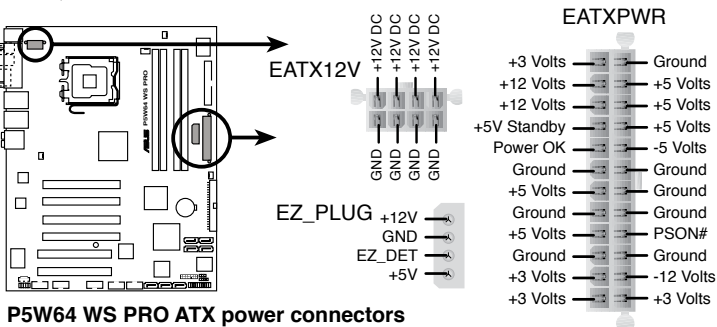 EATXPWR
+12V DC
+12V DC
+12V DC
+12V DC
EATX12V
GND
GND
GND
GND
+3 Volts Ground
+12 Volts +5 Volts
+12 Volts +5 Volts
+5V Standby +5 Volts
Power OK -5 Volts
Ground Ground
+5 Volts Ground
Ground Ground
+5 Volts PSON#
Ground Ground
+3 Volts -12 Volts
+3 Volts +3 Volts
EZ_PLUG
+12V
GND
EZ_DET
+5V
P5W64 WS PRO
ASUS
P5W64 WS PRO ATX power connectors